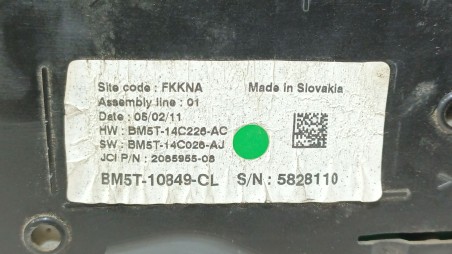 Site code : FKKNA
Made in Slovakia
Assembly line : 01
Date : 05/02/11
HW : BM5T-14C226-AC
SW : BM5T-14C026-AJ
JCI P/N : 2065955-08
BM5T-10849-CL S/N : 5828110